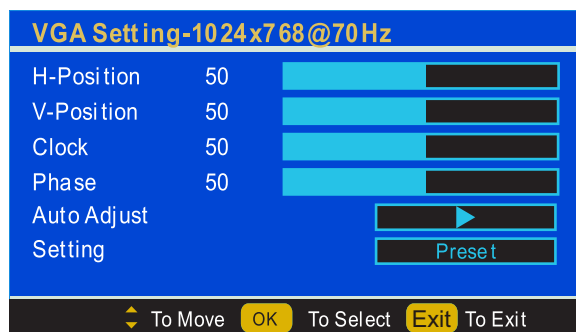 VGA Setting-1024x768@70Hz
H-Position 50
V-Position 50
Clock 50
Phase 50
Auto Adjust
Setting Preset
To Move OK To Select Exit To Exit